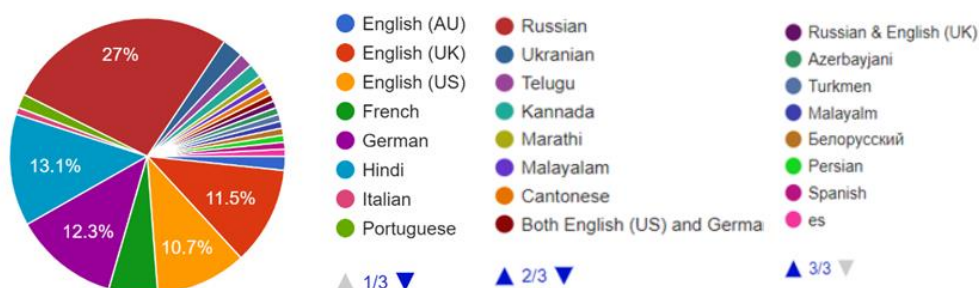 27%
13.1%
12.3%
10.7%
11.5%
English (AU)
English (UK)
English (US)
French
German
Hindi
Italian
Portuguese
1/3
Russian
Ukranian
Telugu
Kannada
Marathi
Malayalam
Cantonese
Both English (US) and Germa
2/3
Russian & English (UK)
Azerbayjani
Turkmen
Malayalm
Белорусский
Persian
Spanish
es
3/3